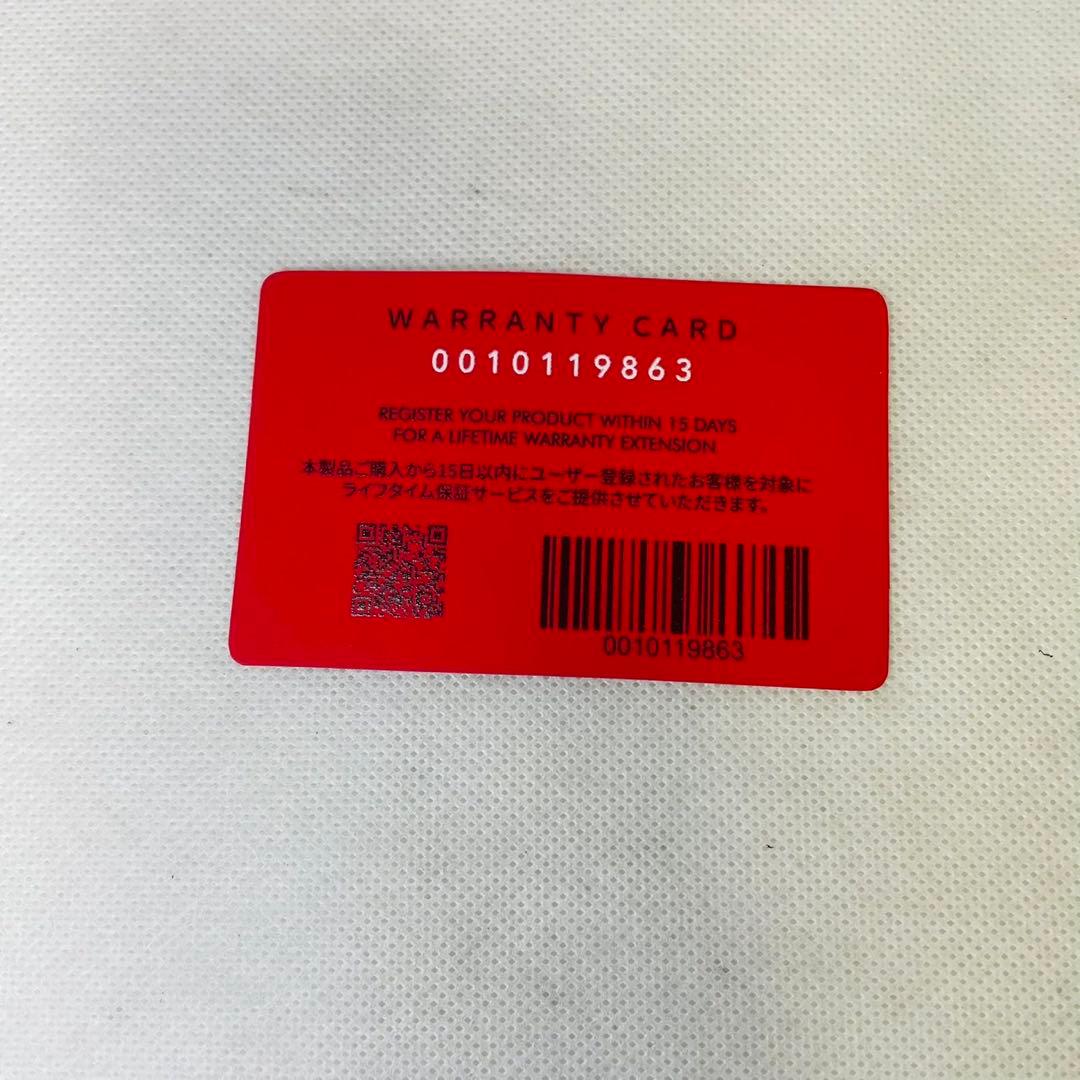 WARRANTY CARD
0010119863
REGISTER YOUR PRODUCT WITHIN 15 DAYS
FOR A LIFETIME WARRANTY EXTENSION
本製品ご購入から15日以内にユーザー登録されたお客様を対象に
ライフタイム保証サービスをご提供させていただきます。
0010119863